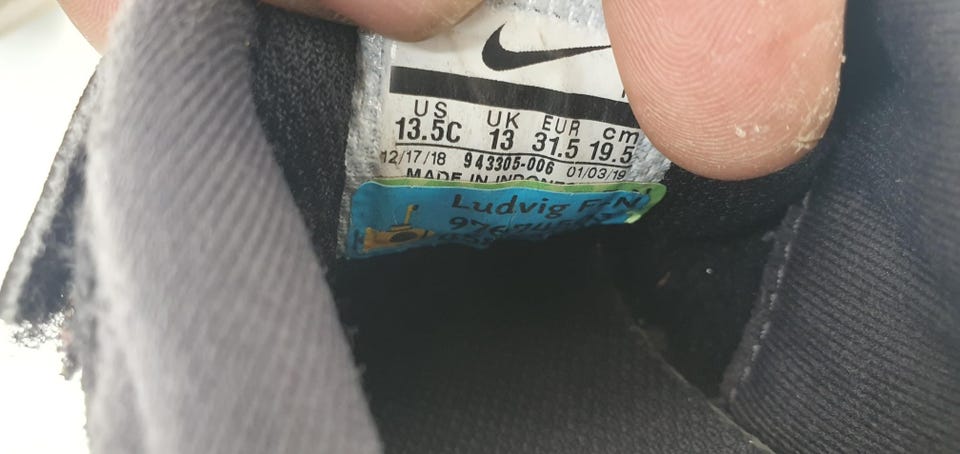 US UK EUR cm
13.5C 13 31.5 19.5
12/17/18 943305-006 01/03/19
MADE IN
Ludvig